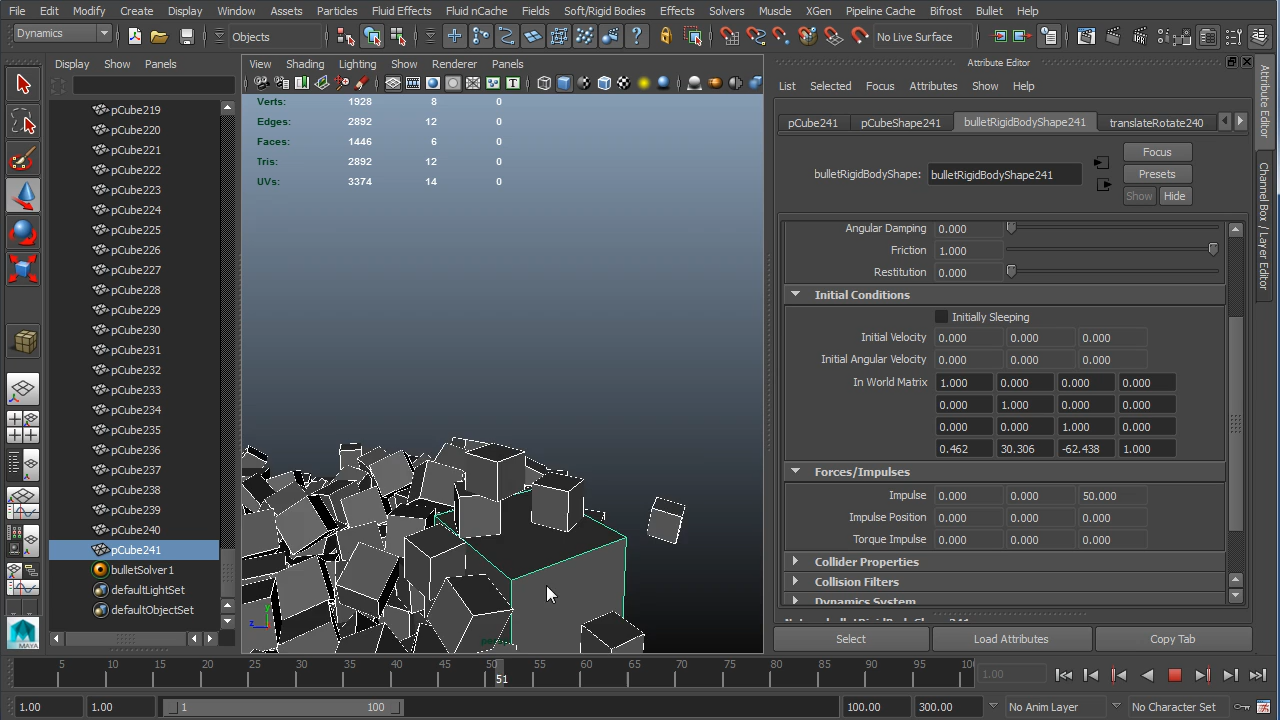 File Edit Modify Create Display Window Assets Particles Fluid Effects Fluid nCache Fields Soft/Rigid Bodies Effects Solvers Muscle XGen Pipeline Cache Bifrost Bullet Help
Dynamics Objects No Live Surface
Display Show Panels
pCube219
pCube220
pCube221
pCube222
pCube223
pCube224
pCube225
pCube226
pCube227
pCube228
pCube229
pCube230
pCube231
pCube232
pCube233
pCube234
pCube235
pCube236
pCube237
pCube238
pCube239
pCube240
pCube241
bulletSolver1
defaultLightSet
defaultObjectSet
MAYA
View Shading Lighting Show Renderer Panels
Verts: 1928 8 0
Edges: 2892 12 0
Faces: 1446 6 0
Tris: 2892 12 0
UVs: 3374 14 0
y
z
persp
Attribute Editor
List Selected Focus Attributes Show Help
pCube241 pCubeShape241 bulletRigidBodyShape241 translateRotate240
Focus
bulletRigidBodyShape: bulletRigidBodyShape241 Presets
Show Hide
Angular Damping 0.000
Friction 1.000
Restitution 0.000
Initial Conditions
Initially Sleeping
Initial Velocity 0.000 0.000 0.000
Initial Angular Velocity 0.000 0.000 0.000
In World Matrix 1.000 0.000 0.000 0.000
0.000 1.000 0.000 0.000
0.000 0.000 1.000 0.000
0.462 30.306 -62.438 1.000
Forces/Impulses
Impulse 0.000 0.000 50.000
Impulse Position 0.000 0.000 0.000
Torque Impulse 0.000 0.000 0.000
Collider Properties
Collision Filters
Dynamics System
Select Load Attributes Copy Tab
Attribute Editor
Channel Box / Layer Editor
5 10 15 20 25 30 35 40 45 50 55 60 65 70 75 80 85 90 95 100
51
1.00
1.00 1.00 1 100 100.00 300.00 No Anim Layer No Character Set